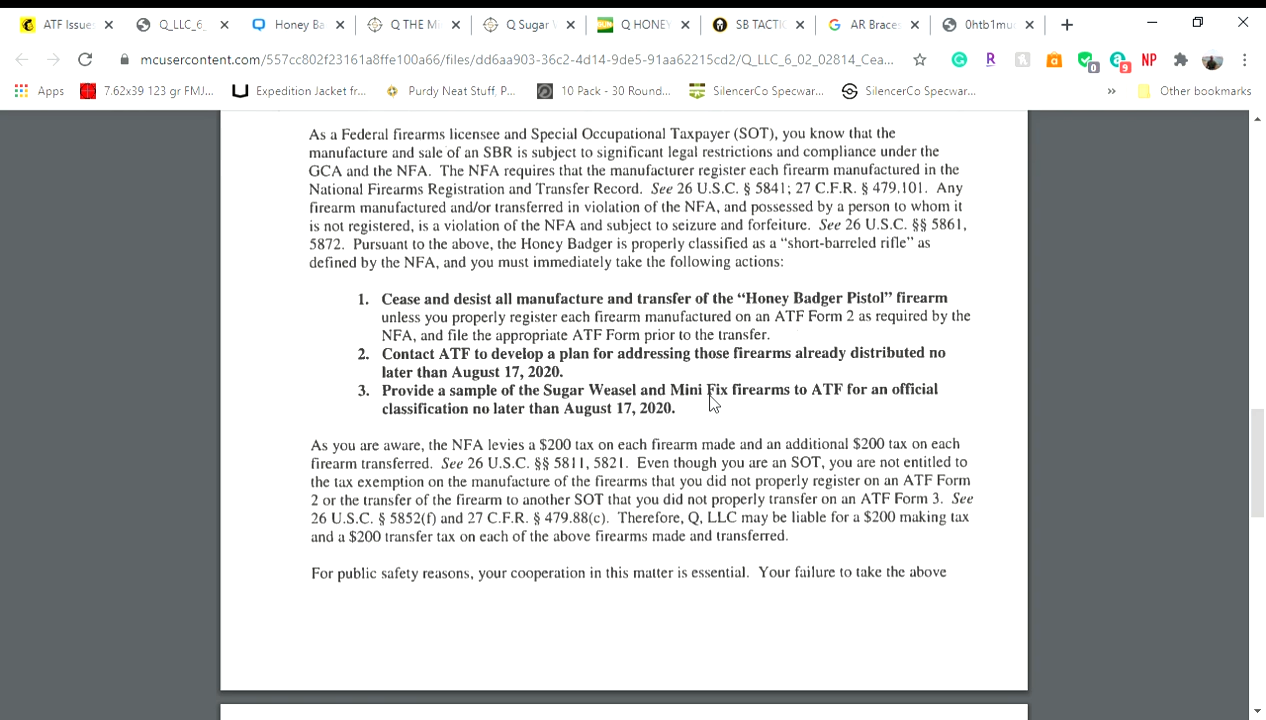 ATF Issue
Q_LLC_6_
Honey Ba
Q THE M
Q Sugar
Q HONE
SB TACTIC
AR Brace
0htb1mu
mcusercontent.com/557cc802f23161a8ffe100a66/files/dd6aa903-36c2-4d14-9de5-91aa62215cd2/Q_LLC_6_02_02814_Cea...
R
0
9
NP
Apps
7.62x39 123 gr FMJ...
Expedition Jacket fr...
Purdy Neat Stuff, P...
10 Pack - 30 Round...
SilencerCo Specwar...
SilencerCo Specwar...
»
Other bookmarks
As a Federal firearms licensee and Special Occupational Taxpayer (SOT), you know that the
manufacture and sale of an SBR is subject to significant legal restrictions and compliance under the
GCA and the NFA. The NFA requires that the manufacturer register each firearm manufactured in the
National Firearms Registration and Transfer Record. See 26 U.S.C. § 5841; 27 C.F.R. § 479.101. Any
firearm manufactured and/or transferred in violation of the NFA, and possessed by a person to whom it
is not registered, is a violation of the NFA and subject to seizure and forfeiture. See 26 U.S.C. §§ 5861,
5872. Pursuant to the above, the Honey Badger is properly classified as a “short-barreled rifle” as
defined by the NFA, and you must immediately take the following actions:
1. Cease and desist all manufacture and transfer of the “Honey Badger Pistol” firearm
unless you properly register each firearm manufactured on an ATF Form 2 as required by the
NFA, and file the appropriate ATF Form prior to the transfer.
2. Contact ATF to develop a plan for addressing those firearms already distributed no
later than August 17, 2020.
3. Provide a sample of the Sugar Weasel and Mini Fix firearms to ATF for an official
classification no later than August 17, 2020.
As you are aware, the NFA levies a $200 tax on each firearm made and an additional $200 tax on each
firearm transferred. See 26 U.S.C. §§ 5811, 5821. Even though you are an SOT, you are not entitled to
the tax exemption on the manufacture of the firearms that you did not properly register on an ATF Form
2 or the transfer of the firearm to another SOT that you did not properly transfer on an ATF Form 3. See
26 U.S.C. § 5852(f) and 27 C.F.R. § 479.88(c). Therefore, Q, LLC may be liable for a $200 making tax
and a $200 transfer tax on each of the above firearms made and transferred.
For public safety reasons, your cooperation in this matter is essential. Your failure to take the above